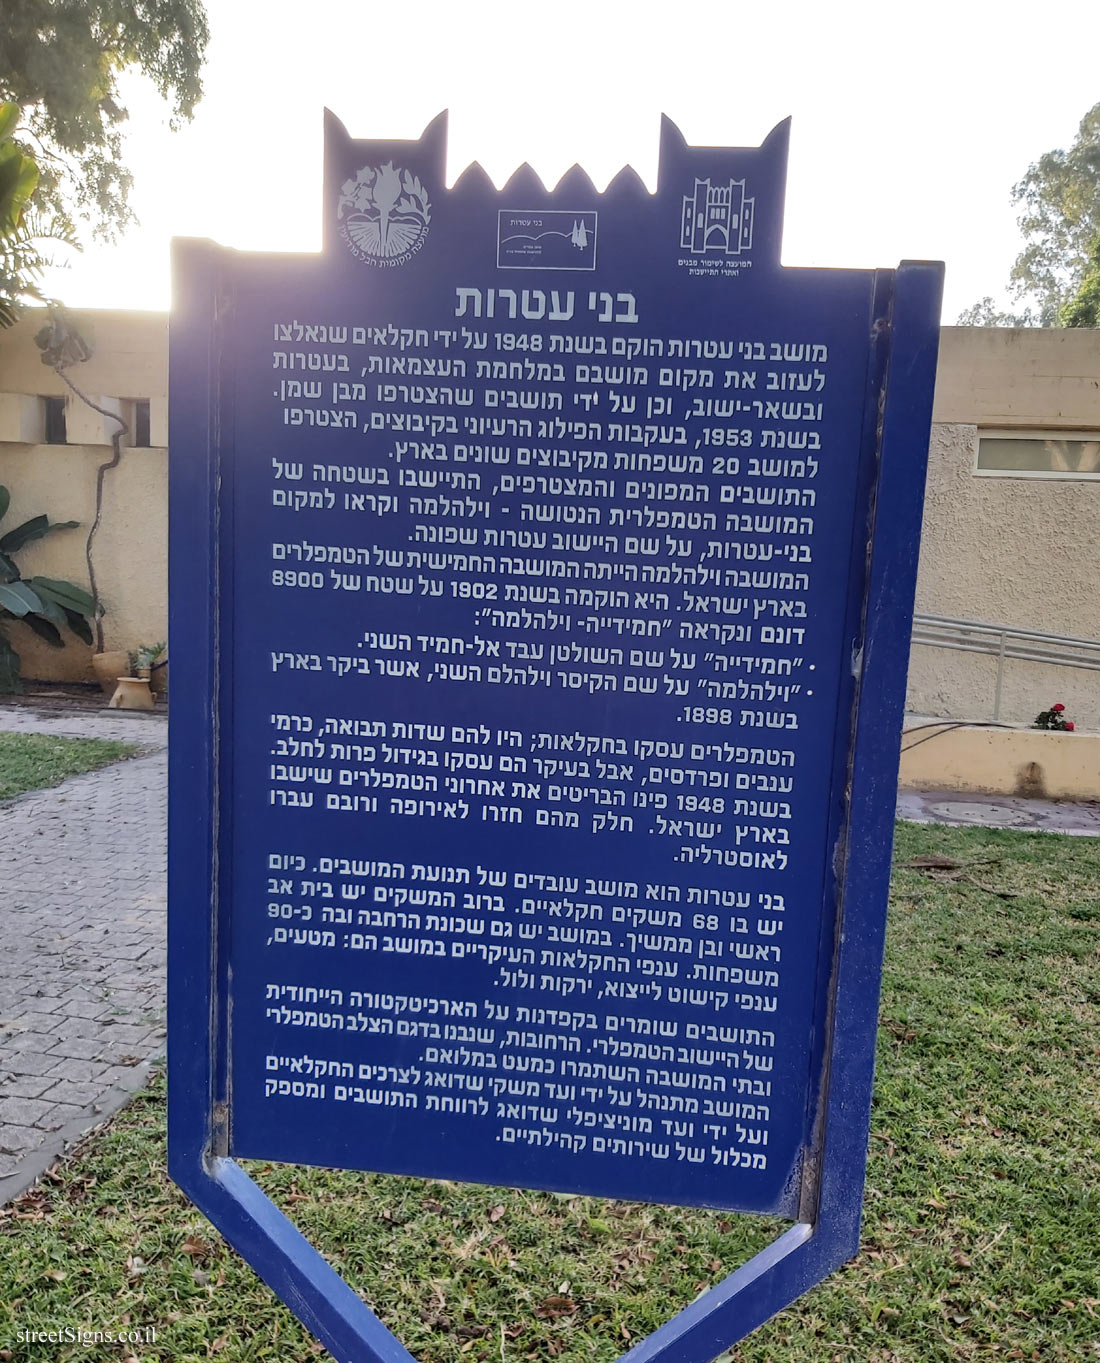 מועצה מקומית חבל מודיעין
בני עטרות
המועצה לשימור מבנים
ואתרי התיישבות
בני עטרות
מושב בני עטרות הוקם בשנת 1948 על ידי חקלאים שנאלצו
לעזוב את מקום מושבם במלחמת העצמאות, בעטרות
ובשאר-ישוב, וכן על ידי תושבים שהצטרפו מבן שמן.
בשנת 1953, בעקבות הפילוג הרעיוני בקיבוצים, הצטרפו
למושב 20 משפחות מקיבוצים שונים בארץ.
התושבים המפונים והמצטרפים, התיישבו בשטחה של
המושבה הטמפלרית הנטושה - וילהלמה וקראו למקום
בני-עטרות, על שם היישוב עטרות שפונה.
המושבה וילהלמה הייתה המושבה החמישית של הטמפלרים
בארץ ישראל. היא הוקמה בשנת 1902 על שטח של 8900
דונם ונקראה "חמידייה- וילהלמה":
• "חמידייה" על שם השולטן עבד אל-חמיד השני.
• "וילהלמה" על שם הקיסר וילהלם השני, אשר ביקר בארץ
בשנת 1898.
הטמפלרים עסקו בחקלאות; היו להם שדות תבואה, כרמי
ענבים ופרדסים, אבל בעיקר הם עסקו בגידול פרות לחלב.
בשנת 1948 פינו הבריטים את אחרוני הטמפלרים שישבו
בארץ ישראל. חלק מהם חזרו לאירופה ורובם עברו
לאוסטרליה.
בני עטרות הוא מושב עובדים של תנועת המושבים. כיום
יש בו 68 משקים חקלאיים. ברוב המשקים יש בית אב
ראשי ובן ממשיך. במושב יש גם שכונת הרחבה ובה כ-90
משפחות. ענפי החקלאות העיקריים במושב הם: מטעים,
ענפי קישוט לייצוא, ירקות ולול.
התושבים שומרים בקפדנות על הארכיטקטורה הייחודית
של היישוב הטמפלרי. הרחובות, שנבנו בדגם הצלב הטמפלרי
ובתי המושבה השתמרו כמעט במלואם.
המושב מתנהל על ידי ועד משקי שדואג לצרכים החקלאיים
ועל ידי ועד מוניציפלי שדואג לרווחת התושבים ומספק
מכלול של שירותים קהילתיים.
streetSigns.co.il